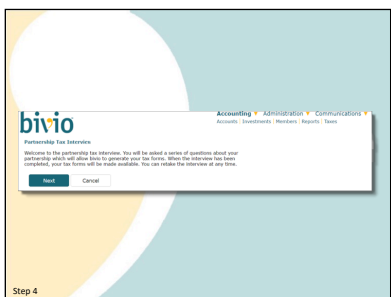 bivio
Accounting Administration Communications
Accounts | Investments | Members | Reports | Taxes
Partnership Tax Interview
Welcome to the partnership tax interview. You will be asked a series of questions about your
partnership which will allow bivio to generate your tax forms. When the interview has been
completed, your tax forms will be made available. You can retake the interview at any time.
Next Cancel
Step 4